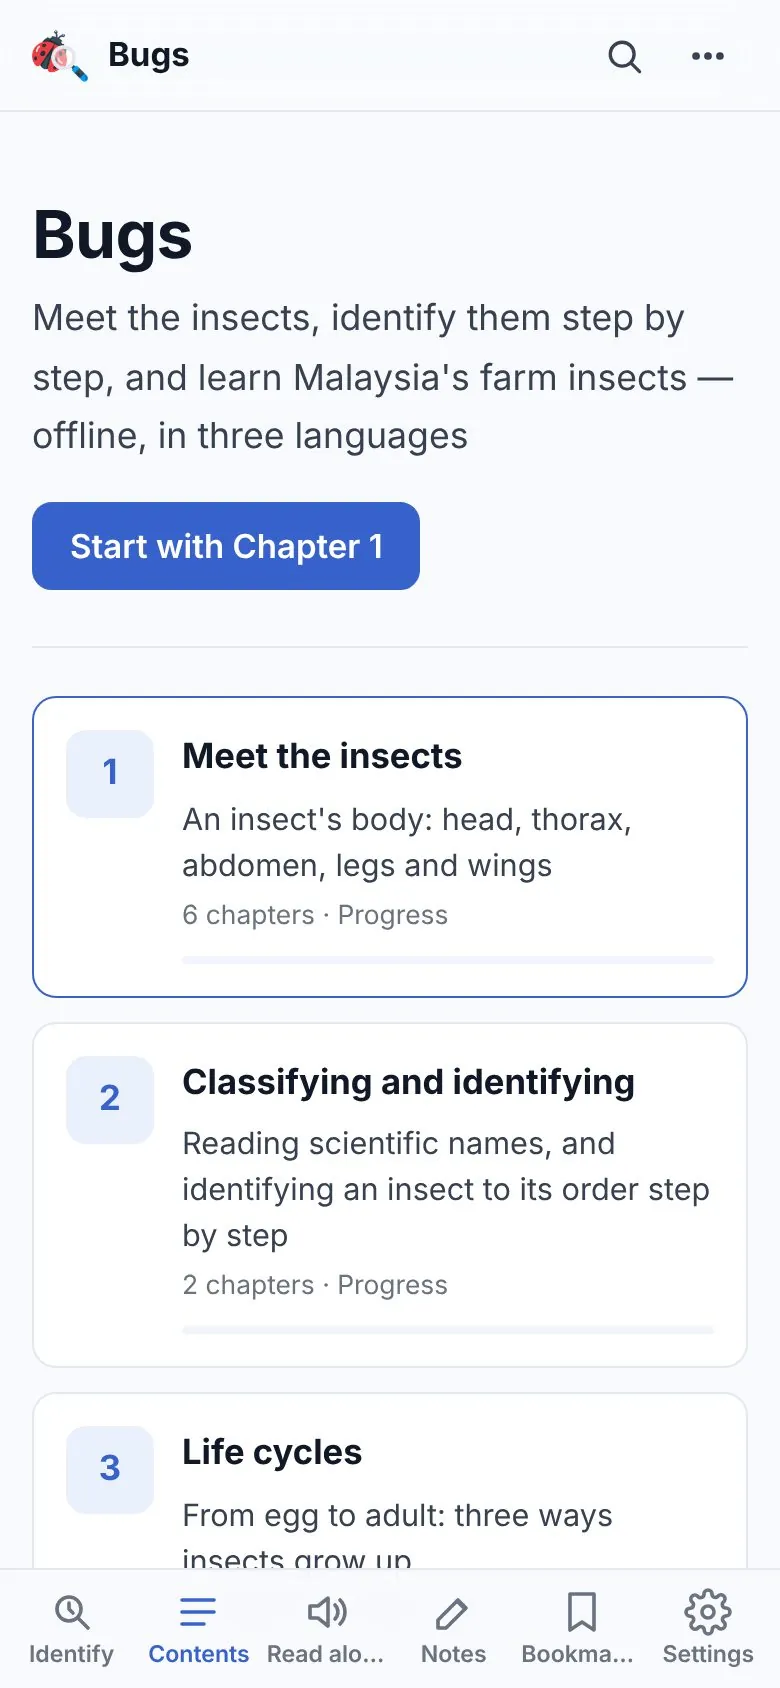 Bugs
Bugs
Meet the insects, identify them step by
step, and learn Malaysia's farm insects —
offline, in three languages
Start with Chapter 1
1
Meet the insects
An insect's body: head, thorax,
abdomen, legs and wings
6 chapters · Progress
2
Classifying and identifying
Reading scientific names, and
identifying an insect to its order step
by step
2 chapters · Progress
3
Life cycles
From egg to adult: three ways
insects grow up
Identify
Contents
Read alo...
Notes
Bookma...
Settings